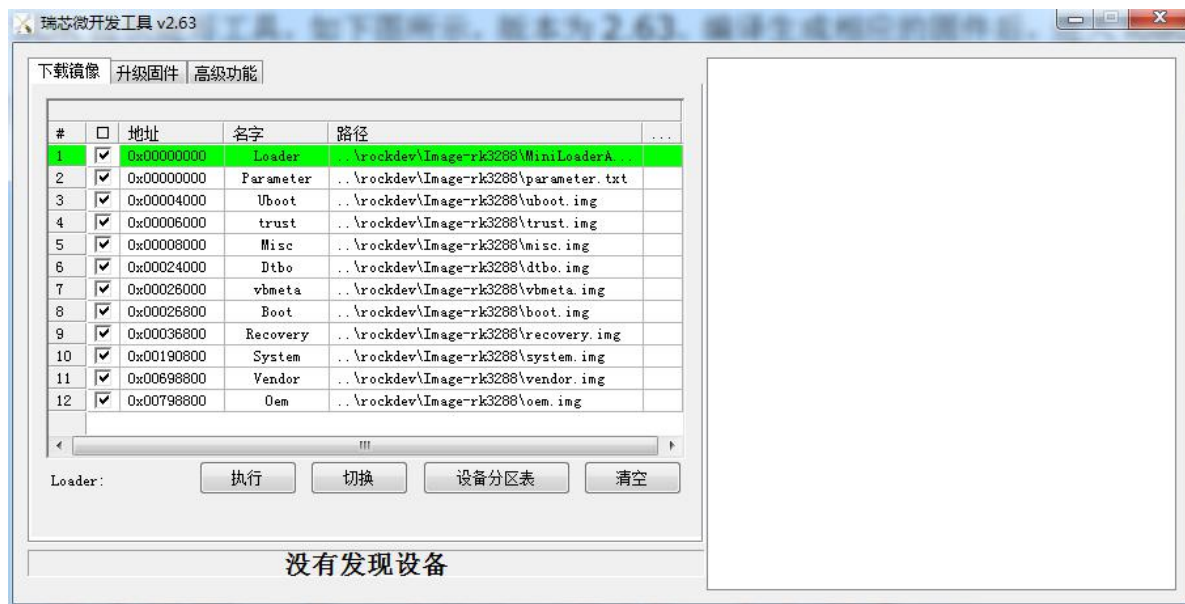 瑞芯微开发工具 v2.63
下载镜像 升级固件 高级功能
# 地址 名字 路径 ...
1 0x00000000 Loader ..\rockdev\Image-rk3288\MiniLoaderA...
2 0x00000000 Parameter ..\rockdev\Image-rk3288\parameter.txt
3 0x00004000 Uboot ..\rockdev\Image-rk3288\uboot.img
4 0x00006000 trust ..\rockdev\Image-rk3288\trust.img
5 0x00008000 Misc ..\rockdev\Image-rk3288\misc.img
6 0x00024000 Dtbo ..\rockdev\Image-rk3288\dtbo.img
7 0x00026000 vbmeta ..\rockdev\Image-rk3288\vbmeta.img
8 0x00026800 Boot ..\rockdev\Image-rk3288\boot.img
9 0x00036800 Recovery ..\rockdev\Image-rk3288\recovery.img
10 0x00190800 System ..\rockdev\Image-rk3288\system.img
11 0x00698800 Vendor ..\rockdev\Image-rk3288\vendor.img
12 0x00798800 Oem ..\rockdev\Image-rk3288\oem.img
Loader: 执行 切换 设备分区表 清空
没有发现设备